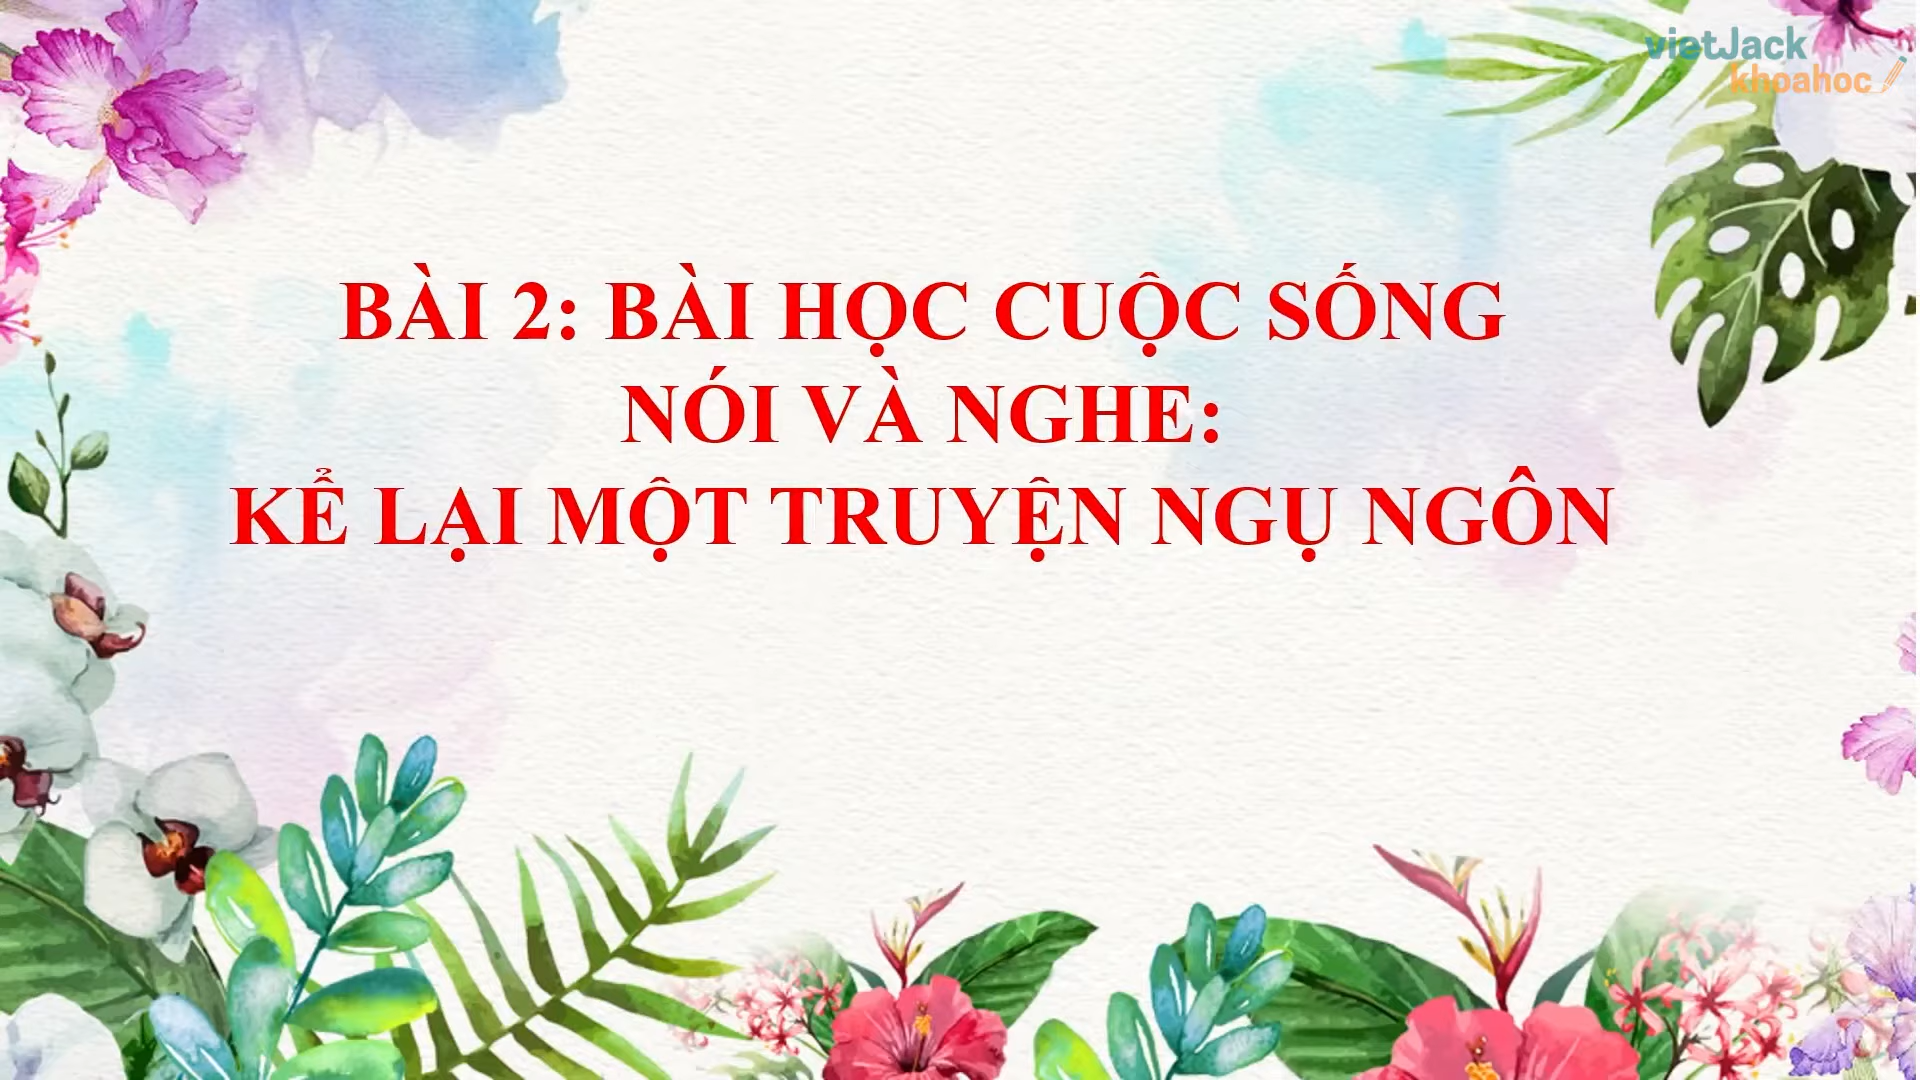 vietJack
khoahoc
BÀI 2: BÀI HỌC CUỘC SỐNG
NÓI VÀ NGHE:
KỂ LẠI MỘT TRUYỆN NGỤ NGÔN